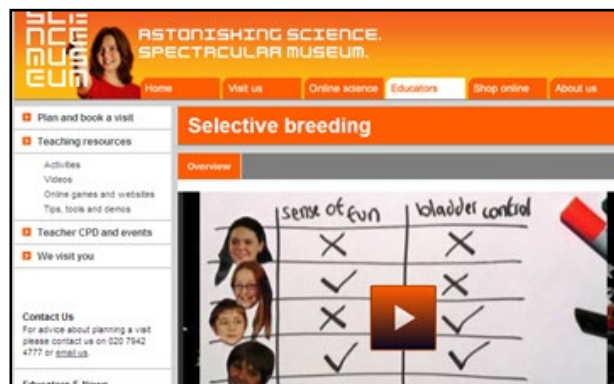 SCIENCE MUSEUM
ASTONISHING SCIENCE.
SPECTACULAR MUSEUM.
Home
Visit us
Online science
Educators
Shop online
About us
Plan and book a visit
Teaching resources
Activities
Videos
Online games and websites
Tips, tools and demos
Teacher CPD and events
We visit you
Contact Us
For advice about planning a visit
please contact us on 020 7942
4777 or email us.
Educators E-News
Selective breeding
Overview
sense of fun
bladder control